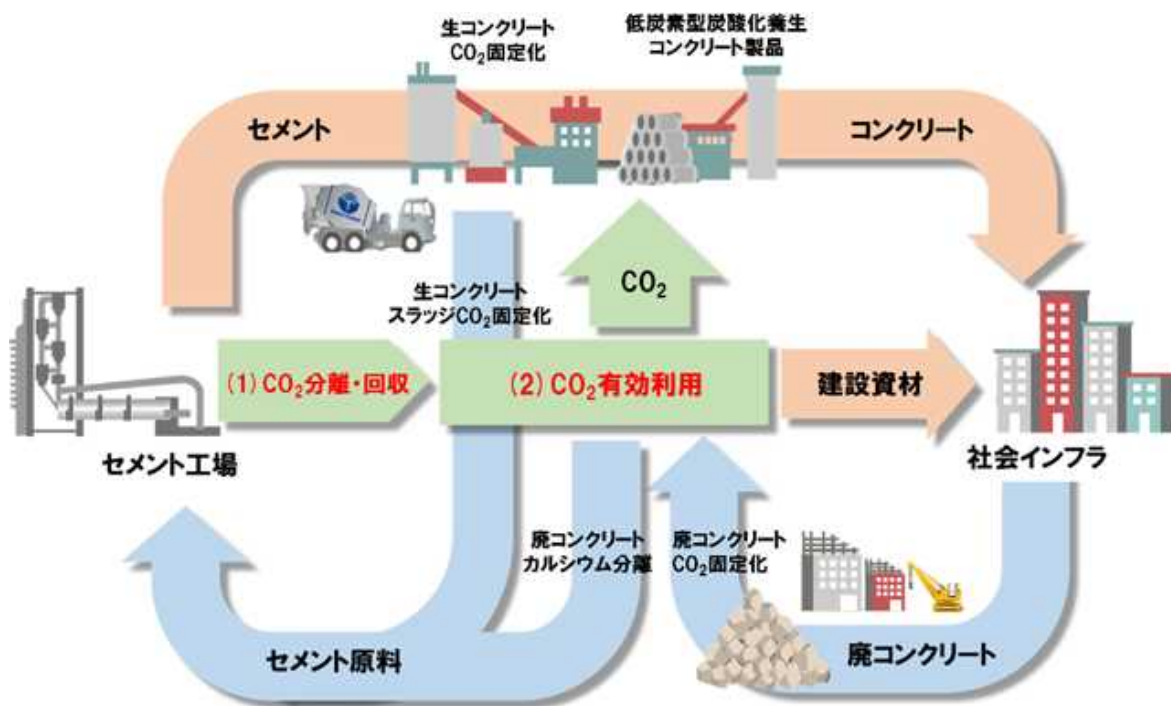 生コンクリート
CO₂固定化
低炭素型炭酸化養生
コンクリート製品
セメント
コンクリート
CO₂
生コンクリート
スラッジCO₂固定化
(1) CO₂分離・回収
(2) CO₂有効利用
建設資材
セメント工場
社会インフラ
廃コンクリート
カルシウム分離
廃コンクリート
CO₂固定化
セメント原料
廃コンクリート